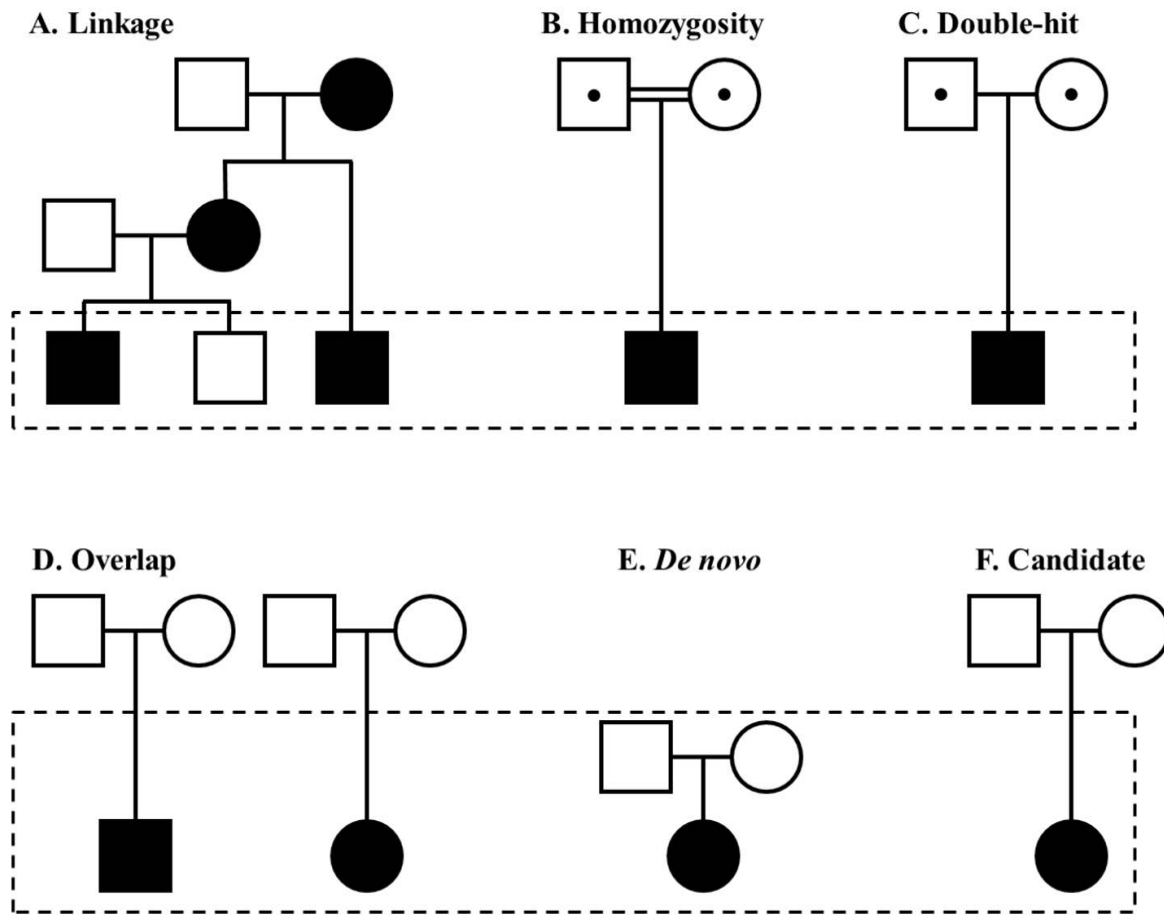 A. Linkage
B. Homozygosity
C. Double-hit
D. Overlap
E. De novo
F. Candidate